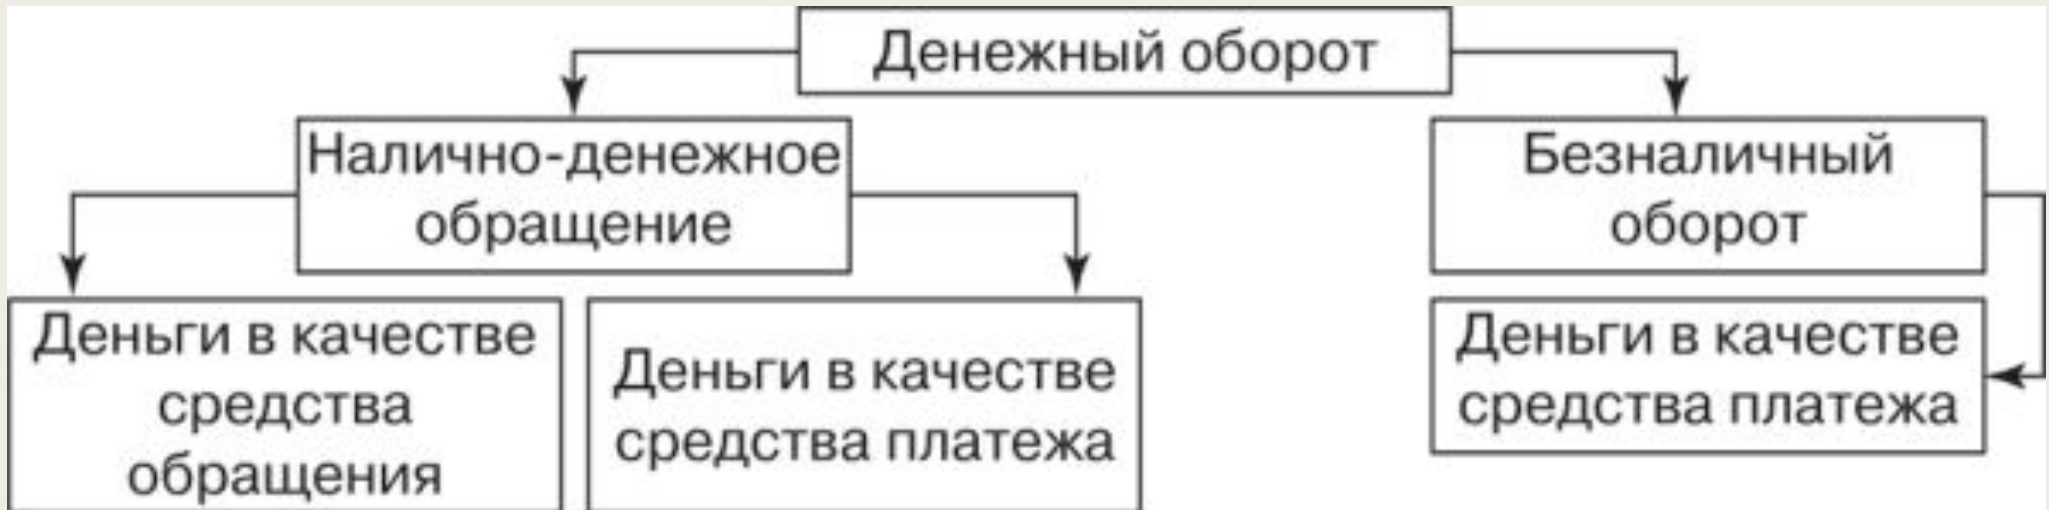 Денежный оборот
Налично-денежное
обращение
Безналичный
оборот
Деньги в качестве
средства
обращения
Деньги в качестве
средства платежа
Деньги в качестве
средства платежа